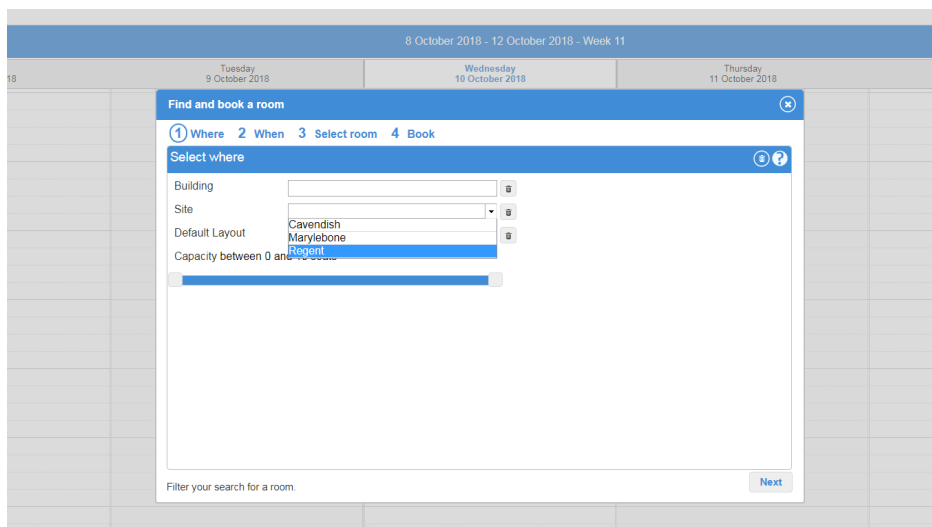 8 October 2018 - 12 October 2018 - Week 11
18
Tuesday
9 October 2018
Wednesday
10 October 2018
Thursday
11 October 2018
Find and book a room
1 Where 2 When 3 Select room 4 Book
Select where
?
Building
Site
Cavendish
Default Layout
Marylebone
Regent
Capacity between 0 and
Filter your search for a room.
Next